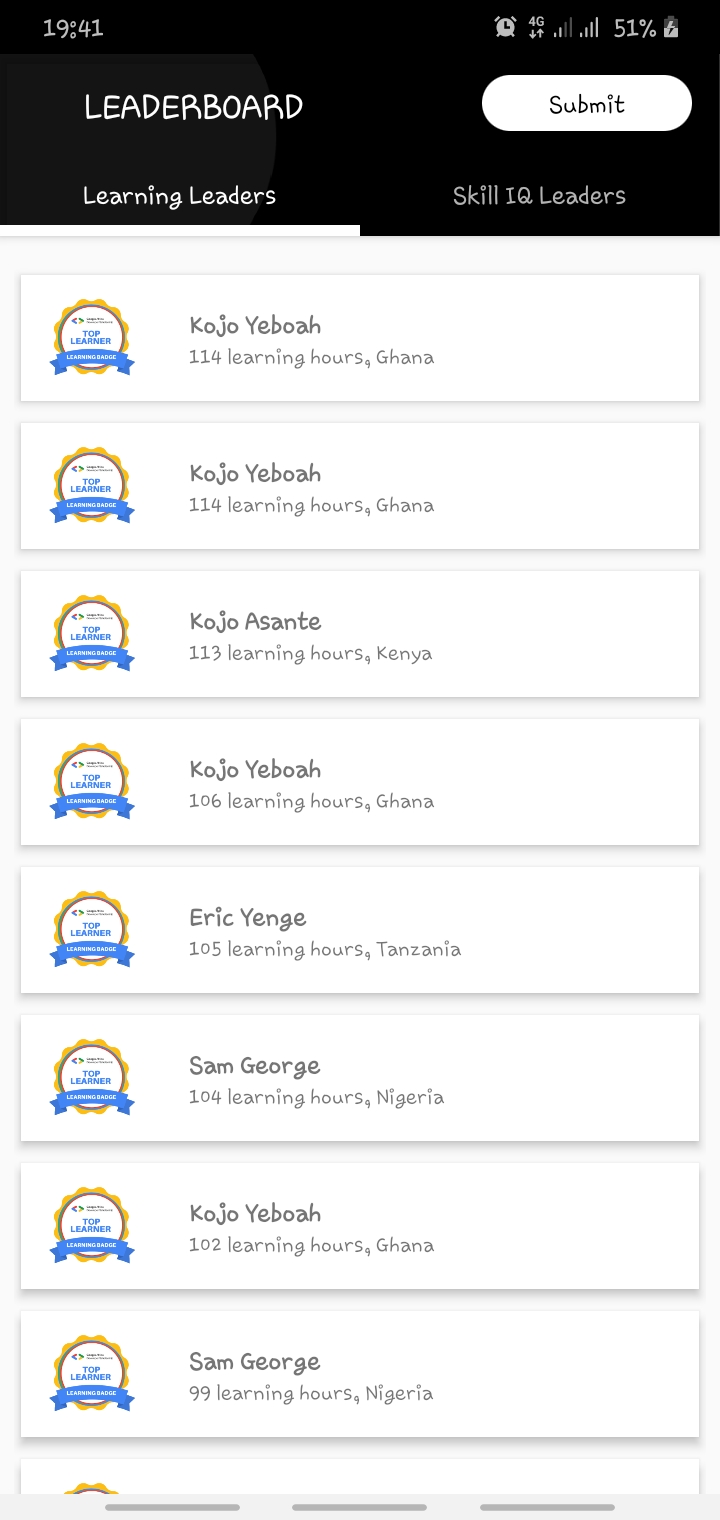 19:41
4G
51%
LEADERBOARD
Submit
Learning Leaders
Skill IQ Leaders
TOP
LEARNER
LEARNING BADGE
Kojo Yeboah
114 learning hours, Ghana
TOP
LEARNER
LEARNING BADGE
Kojo Yeboah
114 learning hours, Ghana
TOP
LEARNER
LEARNING BADGE
Kojo Asante
113 learning hours, Kenya
TOP
LEARNER
LEARNING BADGE
Kojo Yeboah
106 learning hours, Ghana
TOP
LEARNER
LEARNING BADGE
Eric Yenge
105 learning hours, Tanzania
TOP
LEARNER
LEARNING BADGE
Sam George
104 learning hours, Nigeria
TOP
LEARNER
LEARNING BADGE
Kojo Yeboah
102 learning hours, Ghana
TOP
LEARNER
LEARNING BADGE
Sam George
99 learning hours, Nigeria